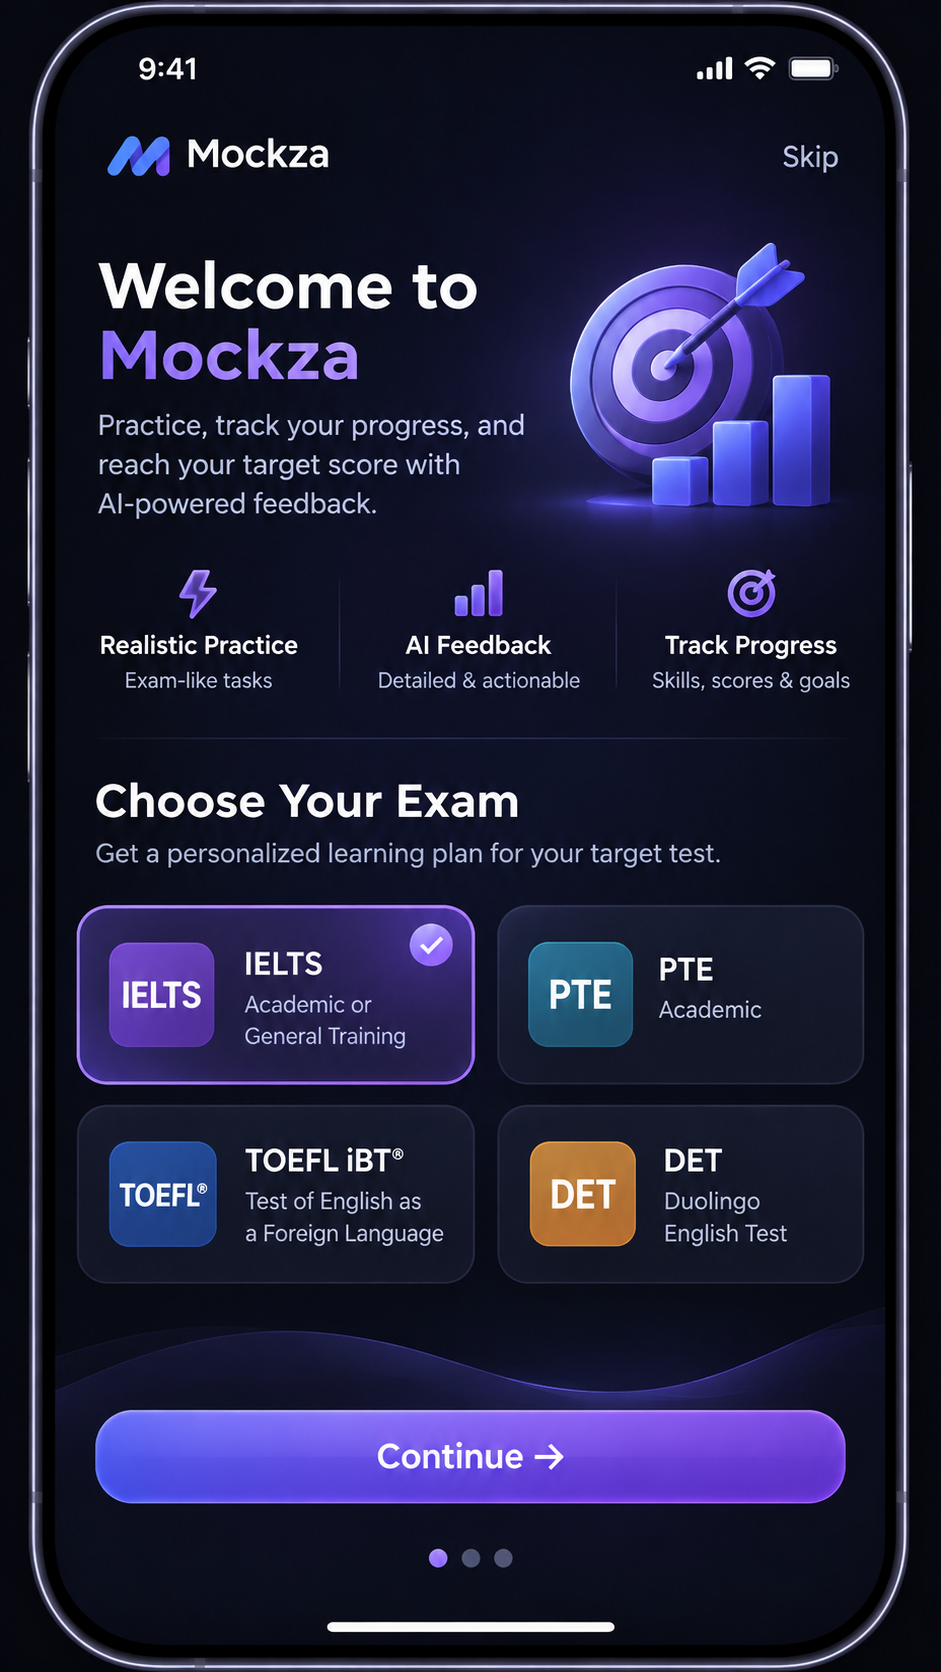 9:41
Mockza
Skip
Welcome to
Mockza
Practice, track your progress, and
reach your target score with
AI-powered feedback.
Realistic Practice
Exam-like tasks
AI Feedback
Detailed & actionable
Track Progress
Skills, scores & goals
Choose Your Exam
Get a personalized learning plan for your target test.
IELTS
IELTS
Academic or
General Training
PTE
PTE
Academic
TOEFL®
TOEFL iBT®
Test of English as
a Foreign Language
DET
DET
Duolingo
English Test
Continue →